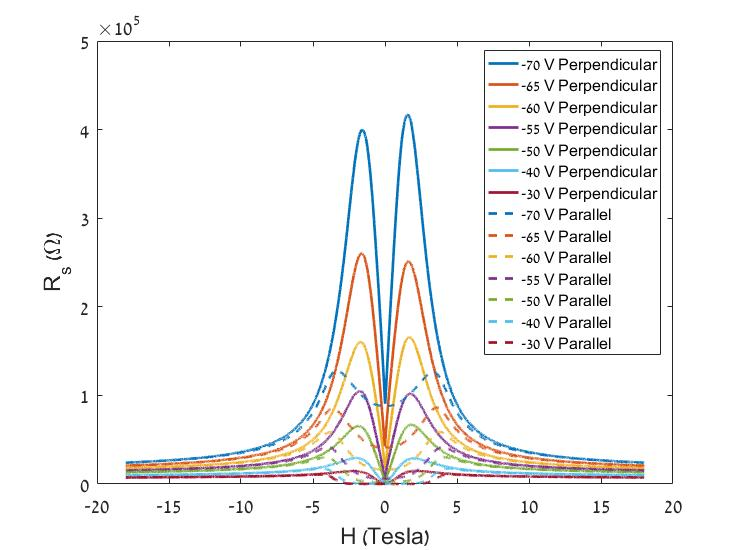 ×10⁵
5
4
3
2
1
0
R_s (Ω)
-20 -15 -10 -5 0 5 10 15 20
H (Tesla)
-70 V Perpendicular
-65 V Perpendicular
-60 V Perpendicular
-55 V Perpendicular
-50 V Perpendicular
-40 V Perpendicular
-30 V Perpendicular
-70 V Parallel
-65 V Parallel
-60 V Parallel
-55 V Parallel
-50 V Parallel
-40 V Parallel
-30 V Parallel